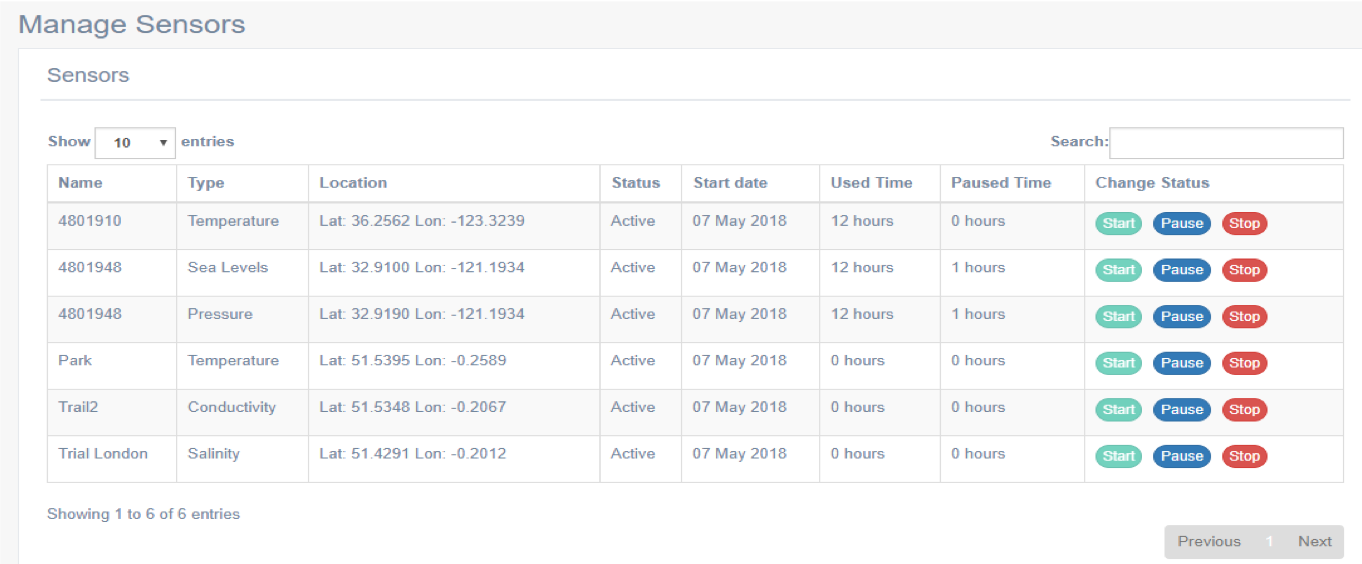 Manage Sensors
Sensors
Show 10 entries Search:
Name Type Location Status Start date Used Time Paused Time Change Status
4801910 Temperature Lat: 36.2562 Lon: -123.3239 Active 07 May 2018 12 hours 0 hours Start Pause Stop
4801948 Sea Levels Lat: 32.9100 Lon: -121.1934 Active 07 May 2018 12 hours 1 hours Start Pause Stop
4801948 Pressure Lat: 32.9190 Lon: -121.1934 Active 07 May 2018 12 hours 1 hours Start Pause Stop
Park Temperature Lat: 51.5395 Lon: -0.2589 Active 07 May 2018 0 hours 0 hours Start Pause Stop
Trail2 Conductivity Lat: 51.5348 Lon: -0.2067 Active 07 May 2018 0 hours 0 hours Start Pause Stop
Trial London Salinity Lat: 51.4291 Lon: -0.2012 Active 07 May 2018 0 hours 0 hours Start Pause Stop
Showing 1 to 6 of 6 entries
Previous 1 Next